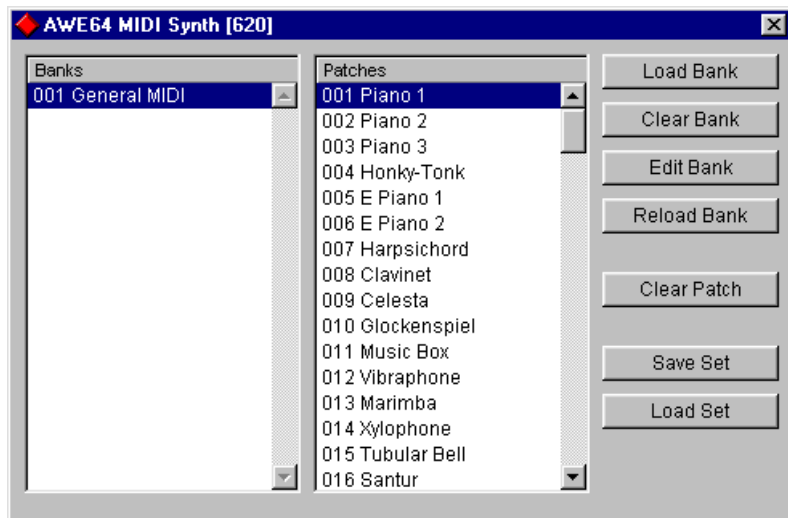 AWE64 MIDI Synth [620]
Banks
001 General MIDI
Patches
001 Piano 1
002 Piano 2
003 Piano 3
004 Honky-Tonk
005 E Piano 1
006 E Piano 2
007 Harpsichord
008 Clavinet
009 Celesta
010 Glockenspiel
011 Music Box
012 Vibraphone
013 Marimba
014 Xylophone
015 Tubular Bell
016 Santur
Load Bank
Clear Bank
Edit Bank
Reload Bank
Clear Patch
Save Set
Load Set